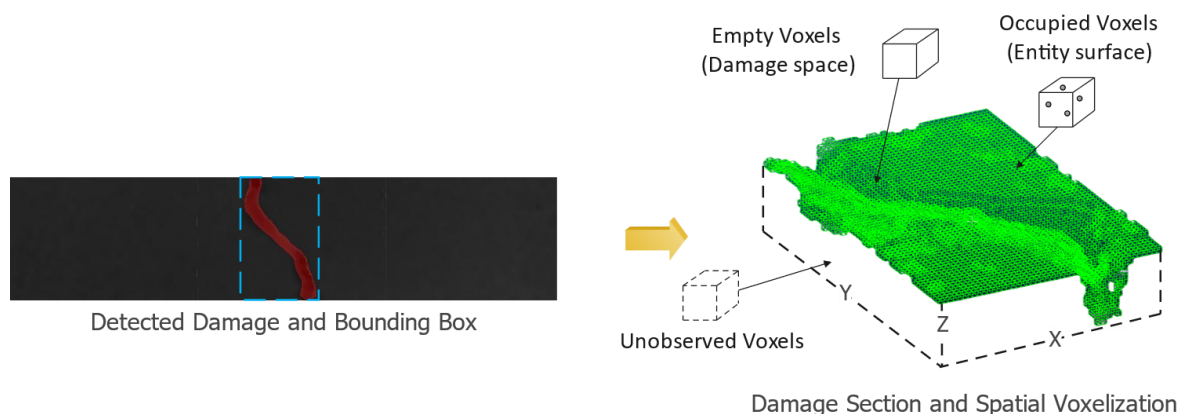 Empty Voxels
(Damage space)
Occupied Voxels
(Entity surface)
Detected Damage and Bounding Box
Unobserved Voxels
Y
Z
X
Damage Section and Spatial Voxelization